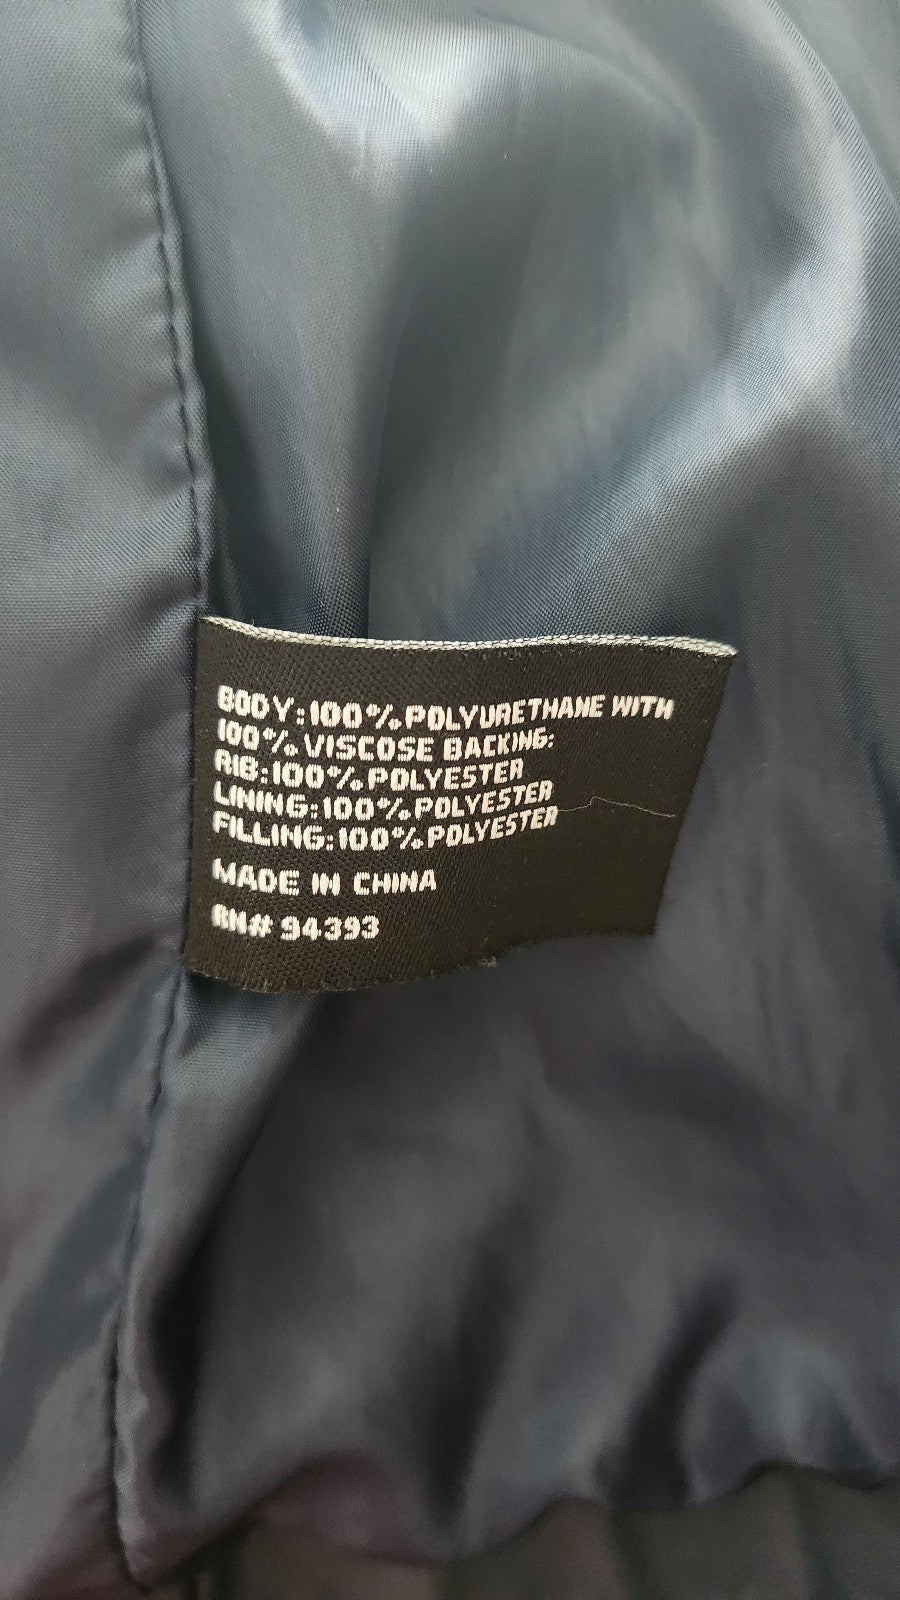 BODY:100%POLYURETHANE WITH
100%VISCOSE BACKING:
RIB:100%POLYESTER
LINING:100%POLYESTER
FILLING:100%POLYESTER
MADE IN CHINA
RN# 94393